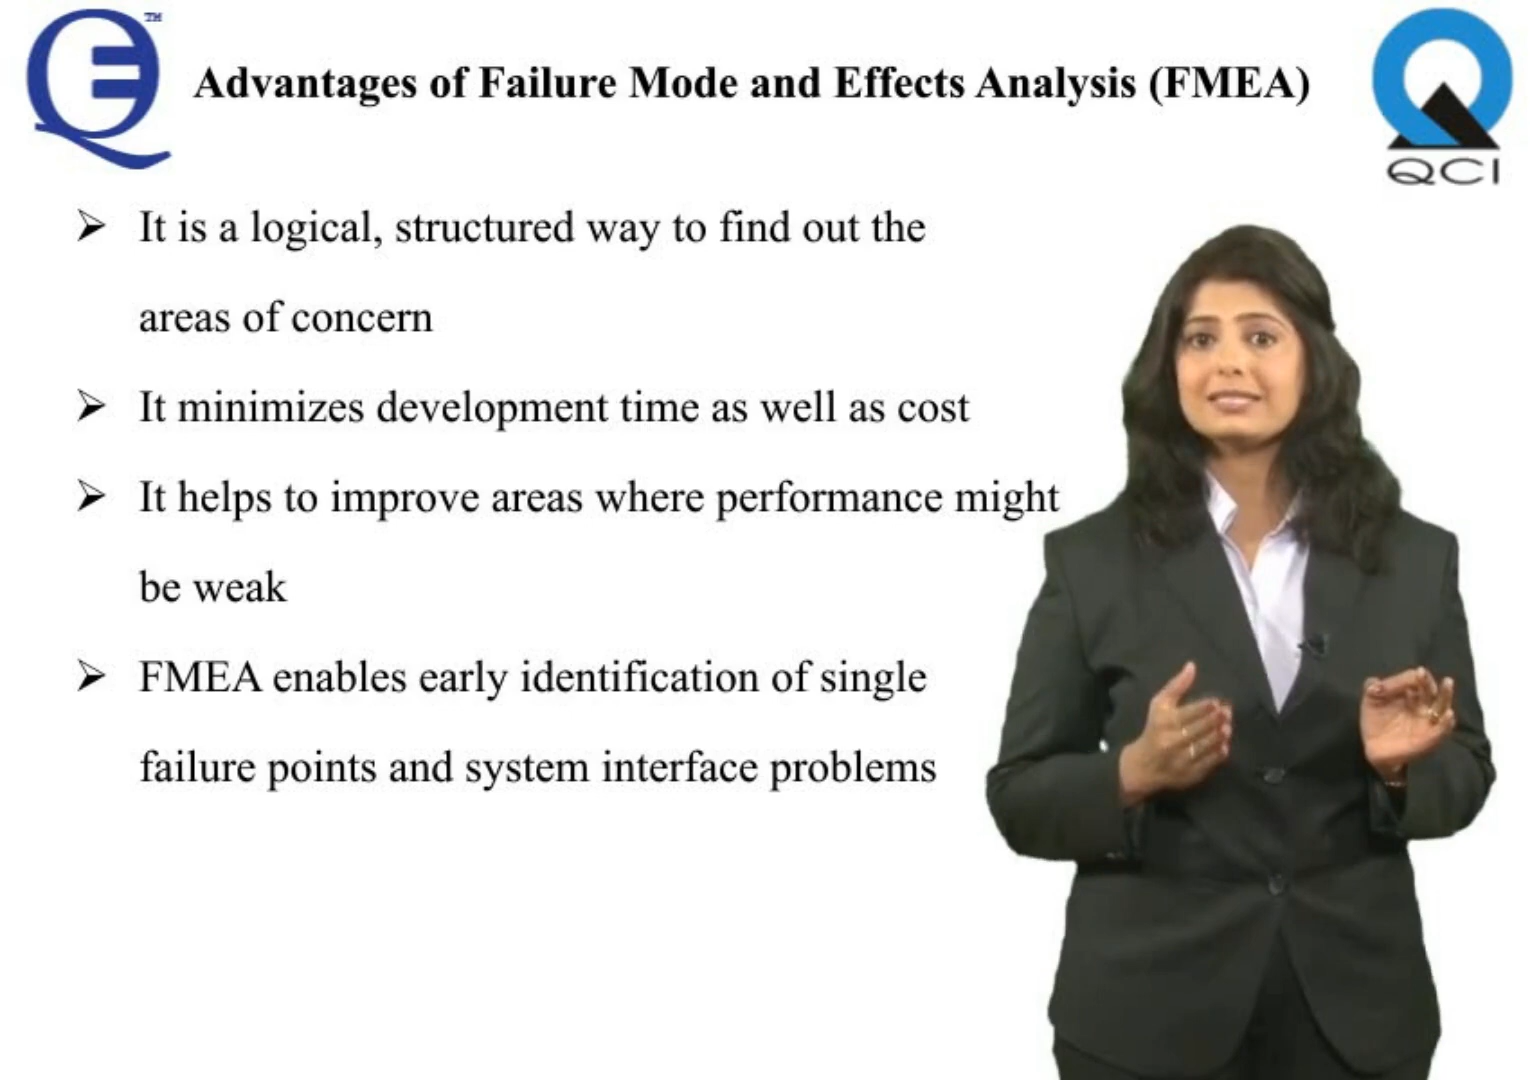 TM
Advantages of Failure Mode and Effects Analysis (FMEA)
QCI
➢ It is a logical, structured way to find out the
areas of concern
➢ It minimizes development time as well as cost
➢ It helps to improve areas where performance might
be weak
➢ FMEA enables early identification of single
failure points and system interface problems